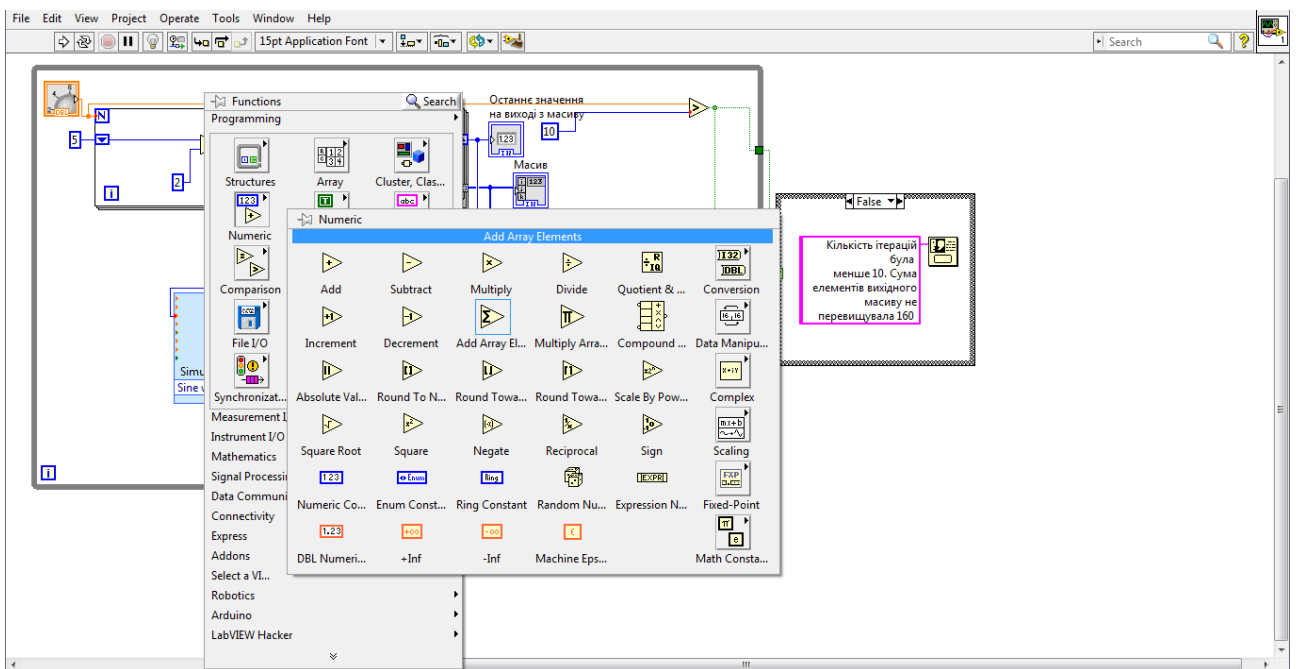 File Edit View Project Operate Tools Window Help
15pt Application Font
Search
?
1
DBL
N
5
2
i
Останнє значення
на виході з масиву
123
10
Масив
123
Functions
Search
Programming
Structures Array Cluster, Clas...
Numeric
Comparison
File I/O
Synchronizat...
Measurement I
Instrument I/O
Mathematics
Signal Processi
Data Communi
Connectivity
Express
Addons
Select a VI...
Robotics
Arduino
LabVIEW Hacker
Simu
Sine
i
Numeric
Add Array Elements
Add Subtract Multiply Divide Quotient & ... Conversion
Increment Decrement Add Array El... Multiply Arra... Compound ... Data Manipu...
Absolute Val... Round To N... Round Towa... Round Towa... Scale By Pow... Complex
Square Root Square Negate Reciprocal Sign Scaling
Numeric Co... Enum Const... Ring Constant Random Nu... Expression N... Fixed-Point
DBL Numeri... +Inf -Inf Machine Eps... Math Consta...
False
Кількість ітерацій
була
менше 10. Сума
елементів вихідного
масиву не
перевищувала 160